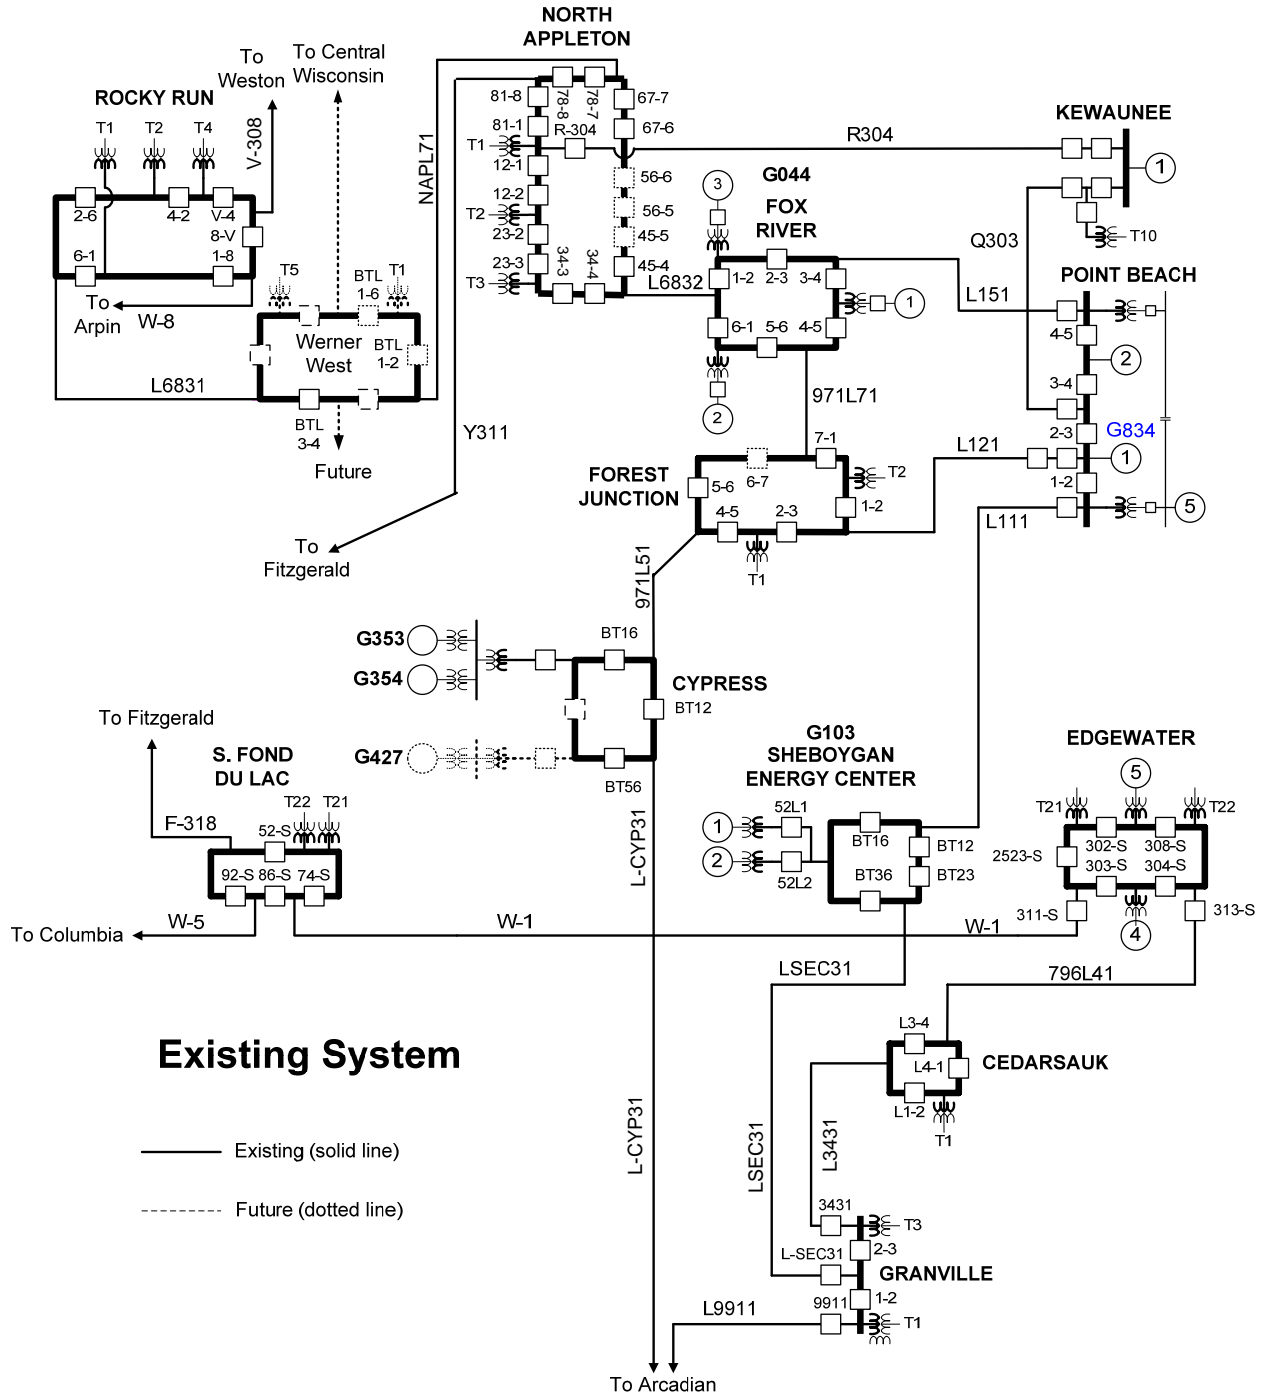 NORTH
APPLETON
To
Weston
To Central
Wisconsin
ROCKY RUN
T1
T2
T4
V-308
2-6
4-2
V-4
8-V
6-1
1-8
To
Arpin
W-8
L6831
NAPL71
T5
BTL
1-6
T1
Werner
West
BTL
1-2
BTL
3-4
Future
81-8
78-8
78-7
67-7
81-1
R-304
67-6
T1
12-1
56-6
12-2
T2
56-5
23-2
45-5
23-3
34-3
34-4
45-4
T3
Y311
To
Fitzgerald
R304
KEWAUNEE
1
T10
Q303
G044
FOX
RIVER
3
1-2
2-3
3-4
L6832
1
6-1
5-6
4-5
2
971L71
L151
POINT BEACH
4-5
2
3-4
2-3
G834
1
1-2
5
L121
L111
FOREST
JUNCTION
7-1
6-7
5-6
T2
4-5
2-3
1-2
T1
971L51
G353
G354
G427
BT16
CYPRESS
BT12
BT56
L-CYP31
To Fitzgerald
S. FOND
DU LAC
F-318
T22
T21
52-S
92-S
86-S
74-S
To Columbia
W-5
W-1
W-1
G103
SHEBOYGAN
ENERGY CENTER
52L1
1
2
52L2
BT16
BT12
BT36
BT23
LSEC31
EDGEWATER
5
T21
T22
2523-S
302-S
308-S
303-S
304-S
311-S
313-S
4
796L41
L3-4
L4-1
CEDARSAUK
L1-2
T1
Existing System
Existing (solid line)
Future (dotted line)
L-CYP31
LSEC31
L3431
3431
T3
2-3
L-SEC31
GRANVILLE
1-2
9911
T1
L9911
To Arcadian